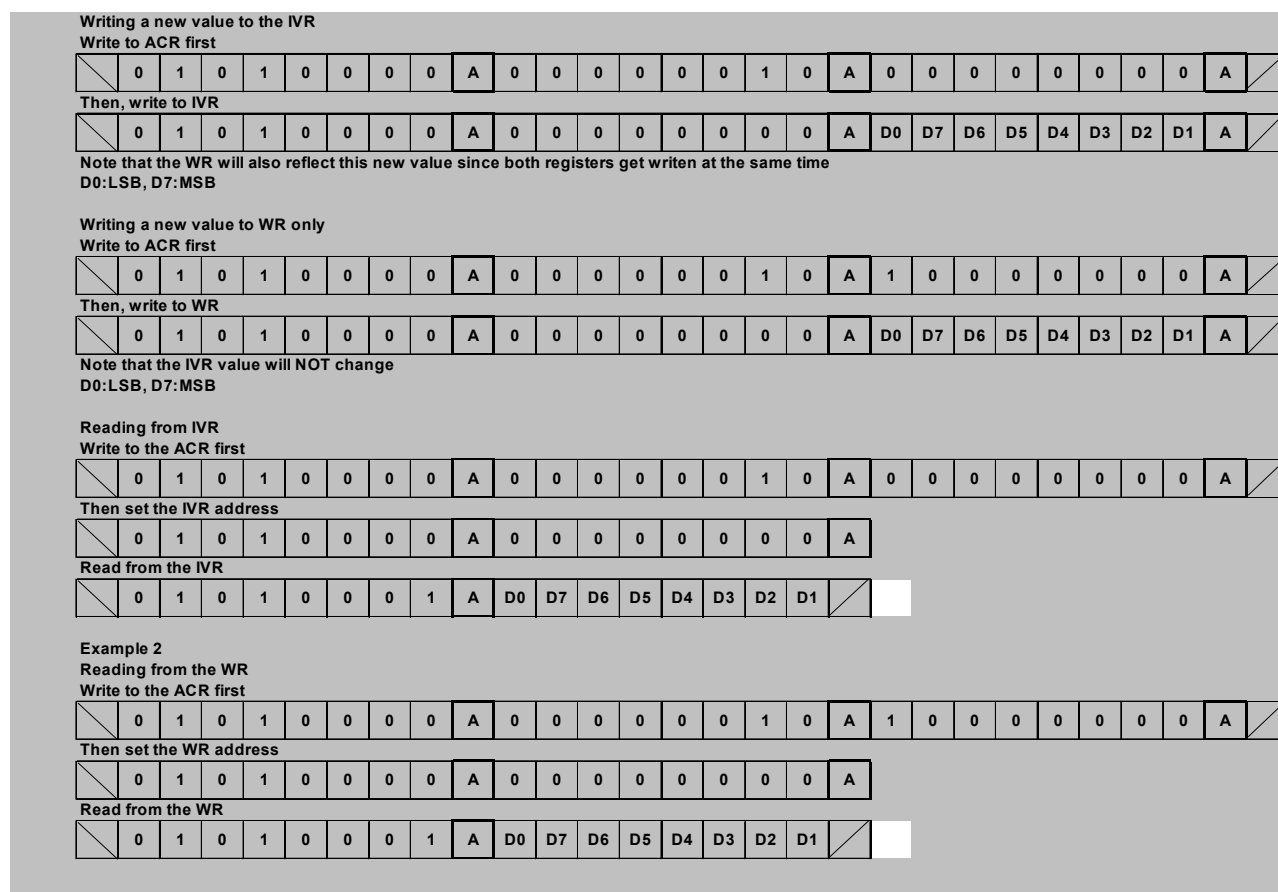 Writing a new value to the IVR
Write to ACR first
0 1 0 1 0 0 0 0 A 0 0 0 0 0 0 1 0 A 0 0 0 0 0 0 0 0 A
Then, write to IVR
0 1 0 1 0 0 0 0 A 0 0 0 0 0 0 0 0 A D0 D7 D6 D5 D4 D3 D2 D1 A
Note that the WR will also reflect this new value since both registers get writen at the same time
D0:LSB, D7:MSB
Writing a new value to WR only
Write to ACR first
0 1 0 1 0 0 0 0 A 0 0 0 0 0 0 1 0 A 1 0 0 0 0 0 0 0 A
Then, write to WR
0 1 0 1 0 0 0 0 A 0 0 0 0 0 0 0 0 A D0 D7 D6 D5 D4 D3 D2 D1 A
Note that the IVR value will NOT change
D0:LSB, D7:MSB
Reading from IVR
Write to the ACR first
0 1 0 1 0 0 0 0 A 0 0 0 0 0 0 1 0 A 0 0 0 0 0 0 0 0 A
Then set the IVR address
0 1 0 1 0 0 0 0 A 0 0 0 0 0 0 0 0 A
Read from the IVR
0 1 0 1 0 0 0 1 A D0 D7 D6 D5 D4 D3 D2 D1
Example 2
Reading from the WR
Write to the ACR first
0 1 0 1 0 0 0 0 A 0 0 0 0 0 0 1 0 A 1 0 0 0 0 0 0 0 A
Then set the WR address
0 1 0 1 0 0 0 0 A 0 0 0 0 0 0 0 0 A
Read from the WR
0 1 0 1 0 0 0 1 A D0 D7 D6 D5 D4 D3 D2 D1